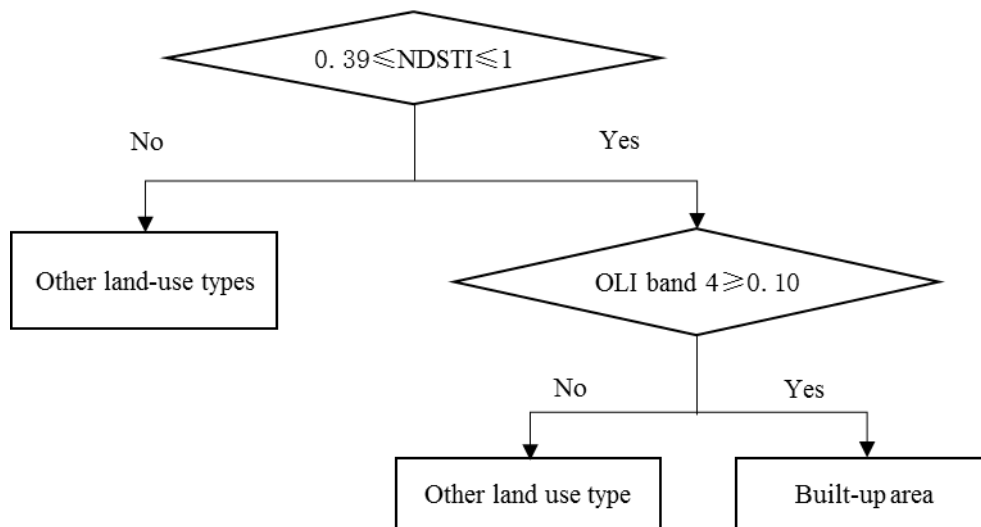 0.39≤NDSTI≤1
No
Yes
Other land-use types
OLI band 4≥0.10
No
Yes
Other land use type
Built-up area